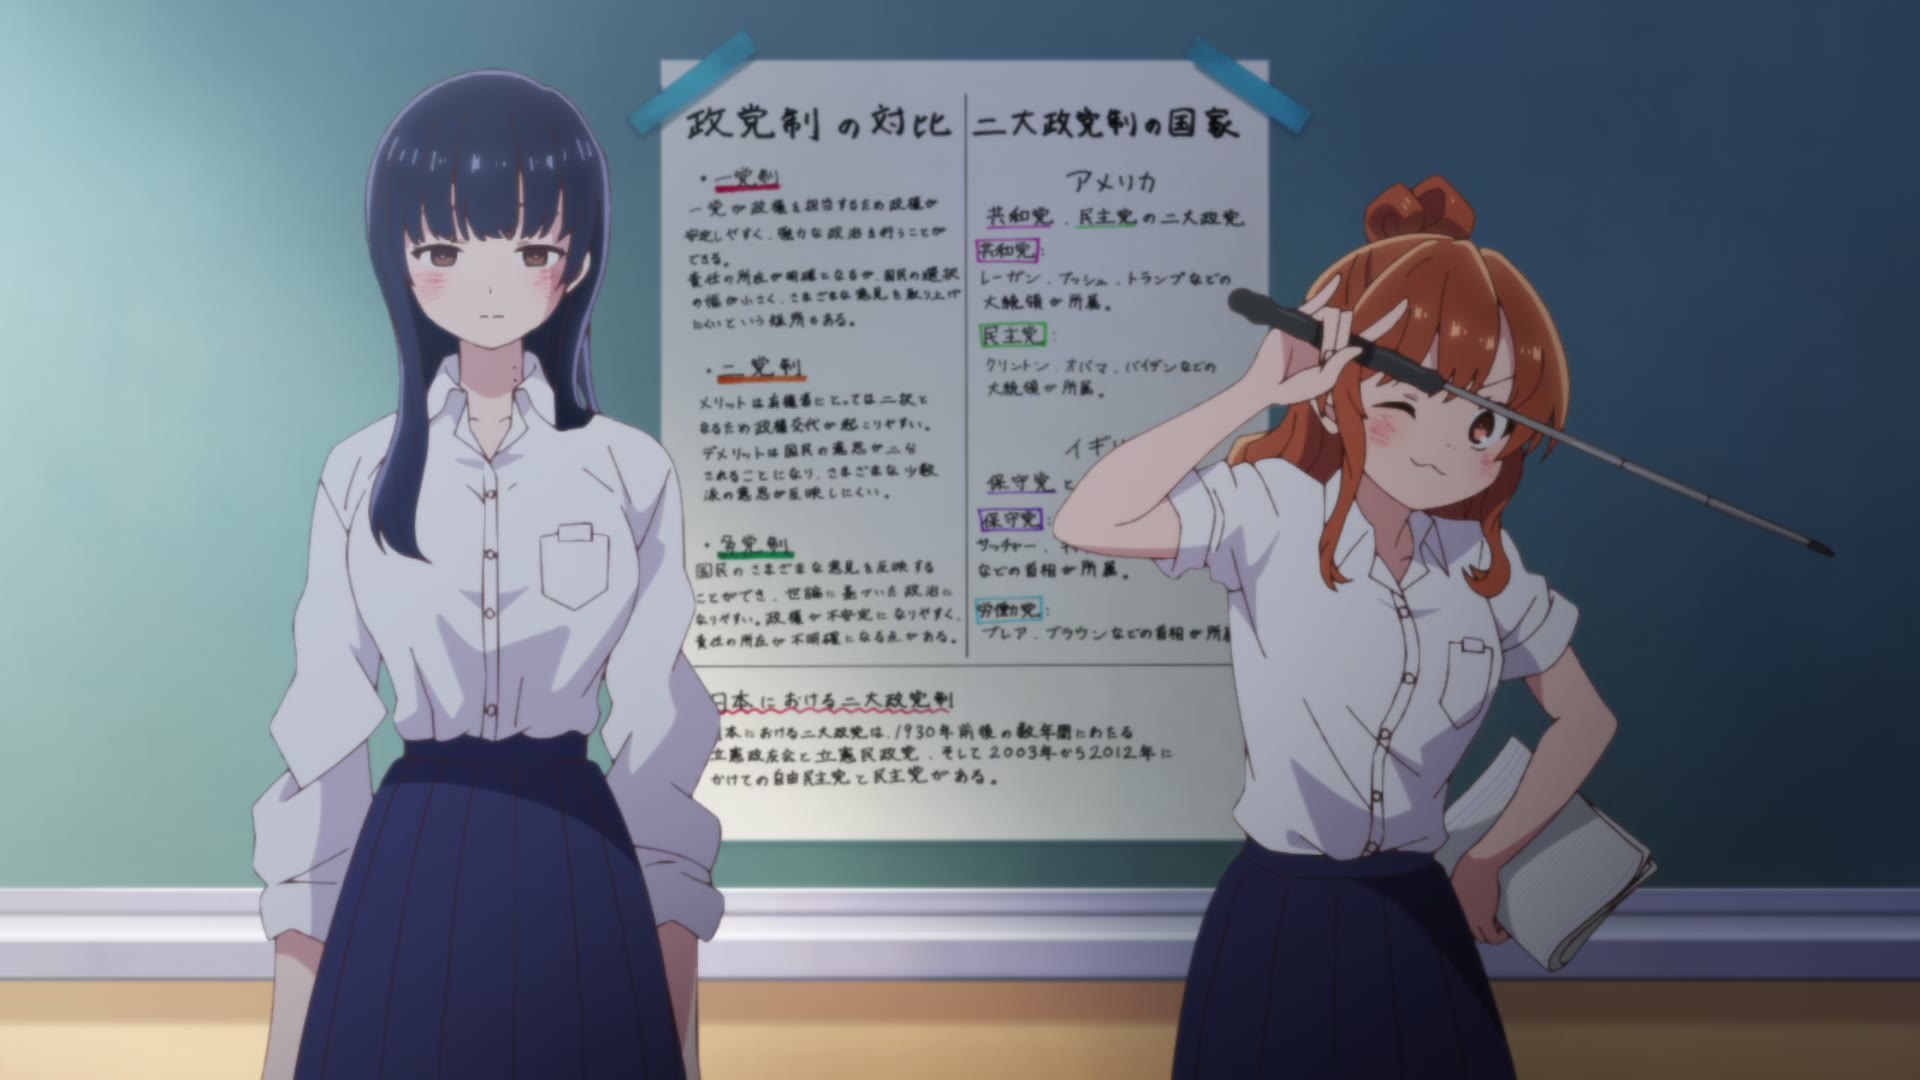 政党制の対比
・一党制
一党が政権を担当するため政権が
安定しやすく、強力な政治を行うことが
できる。
責任の所在が明確となるが、国民の選択
の幅が小さく、さまざまな意見を取り上げ
にくいという短所もある。
・二党制
メリットは有権者にとっては二択と
なるため政権交代が起こりやすい。
デメリットは国民の意思が二分
されることになり、さまざまな少数
派の意思が反映しにくい。
・多党制
国民のさまざまな意見を反映する
ことができ、世論に基づいた政治に
なりやすい。政権が不安定になりやすく、
責任の所在が不明確になる点がある。
二大政党制の国家
アメリカ
共和党、民主党の二大政党
共和党:
レーガン、ブッシュ、トランプなどの
大統領が所属。
民主党:
クリントン、オバマ、バイデンなどの
大統領が所属。
イギリ
保守党と
保守党:
サッチャー、
などの首相が所属。
労働党:
ブレア、ブラウンなどの首相が所属
日本における二大政党制
日本における二大政党は、1930年前後の数年間にわたる
立憲政友会と立憲民政党、そして2003年から2012年に
かけての自由民主党と民主党がある。